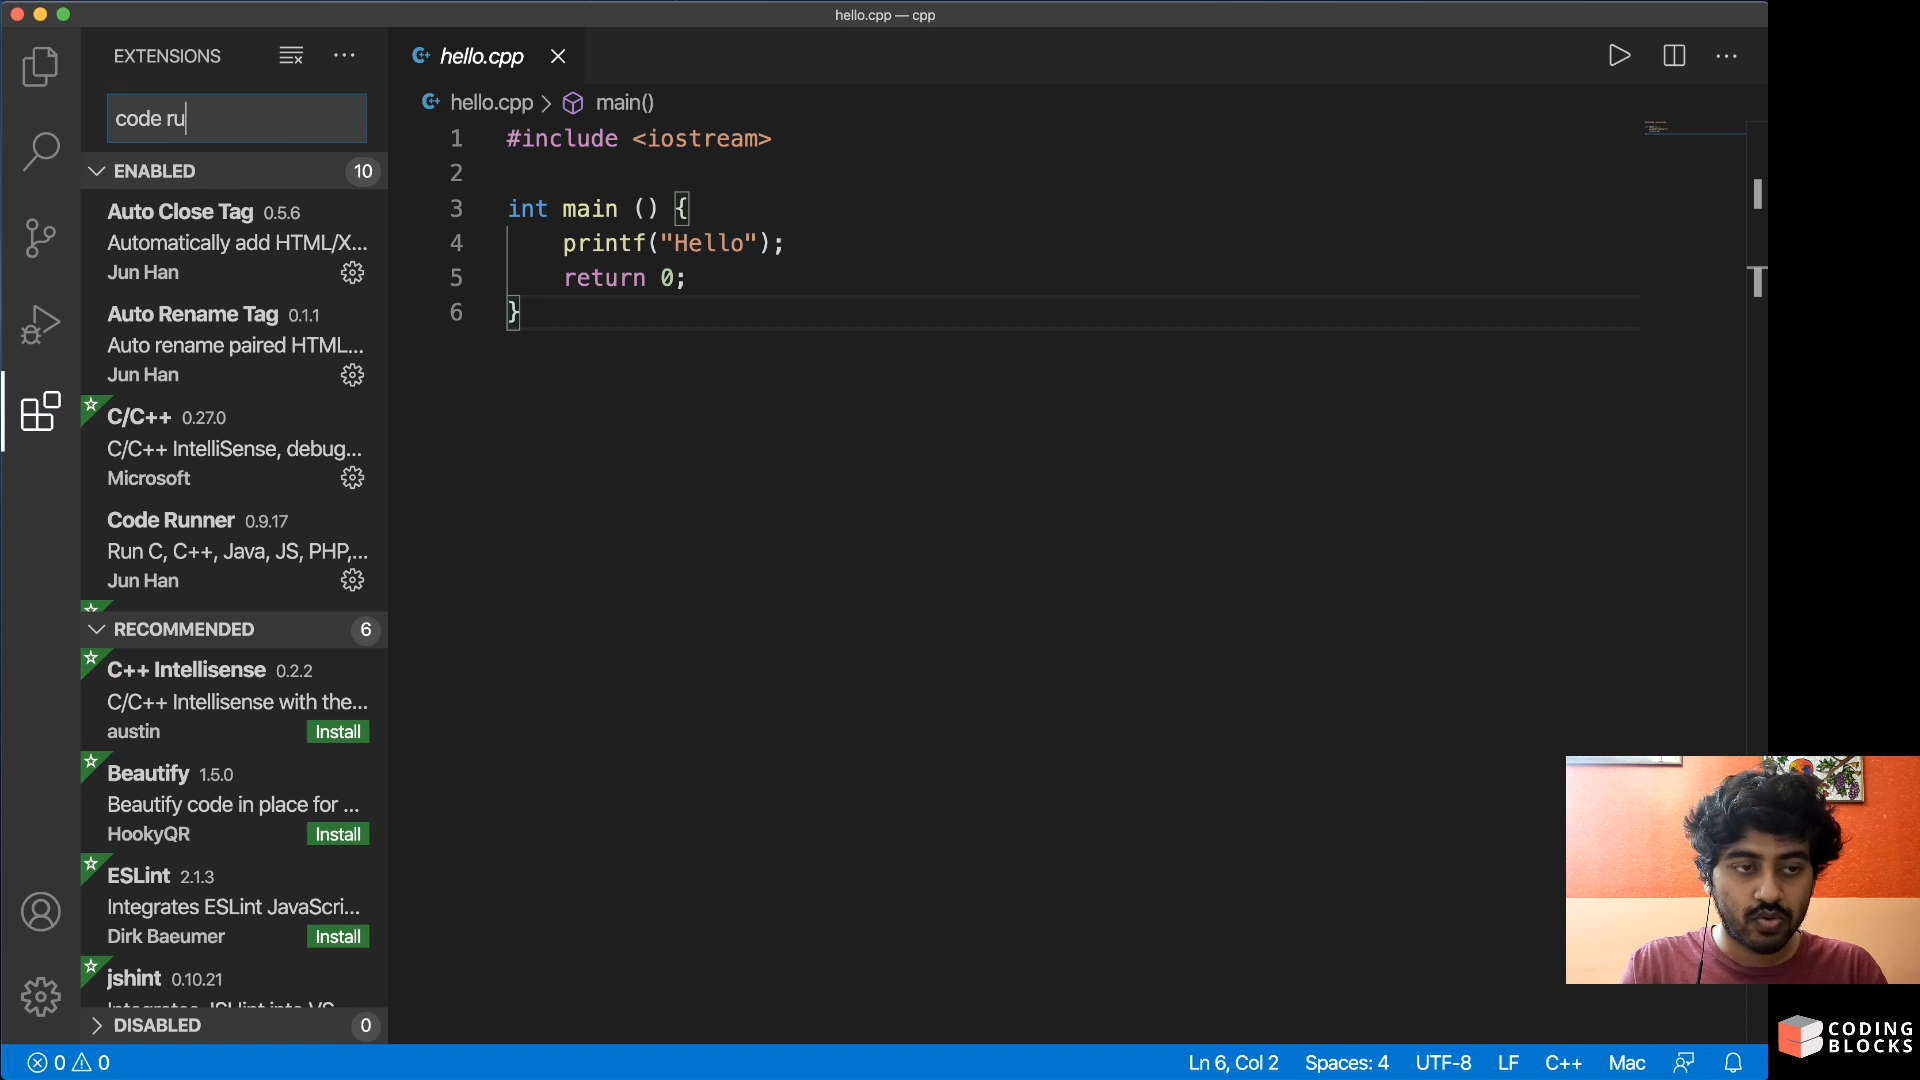 hello.cpp — cpp
EXTENSIONS
code ru
ENABLED 10
Auto Close Tag 0.5.6
Automatically add HTML/X...
Jun Han
Auto Rename Tag 0.1.1
Auto rename paired HTML...
Jun Han
C/C++ 0.27.0
C/C++ IntelliSense, debug...
Microsoft
Code Runner 0.9.17
Run C, C++, Java, JS, PHP,...
Jun Han
RECOMMENDED 6
C++ Intellisense 0.2.2
C/C++ Intellisense with the...
austin Install
Beautify 1.5.0
Beautify code in place for ...
HookyQR Install
ESLint 2.1.3
Integrates ESLint JavaScri...
Dirk Baeumer Install
jshint 0.10.21
DISABLED 0
hello.cpp
hello.cpp > main()
1 #include <iostream>
2
3 int main () {
4 printf("Hello");
5 return 0;
6 }
0 0
Ln 6, Col 2 Spaces: 4 UTF-8 LF C++ Mac
CODING
BLOCKS